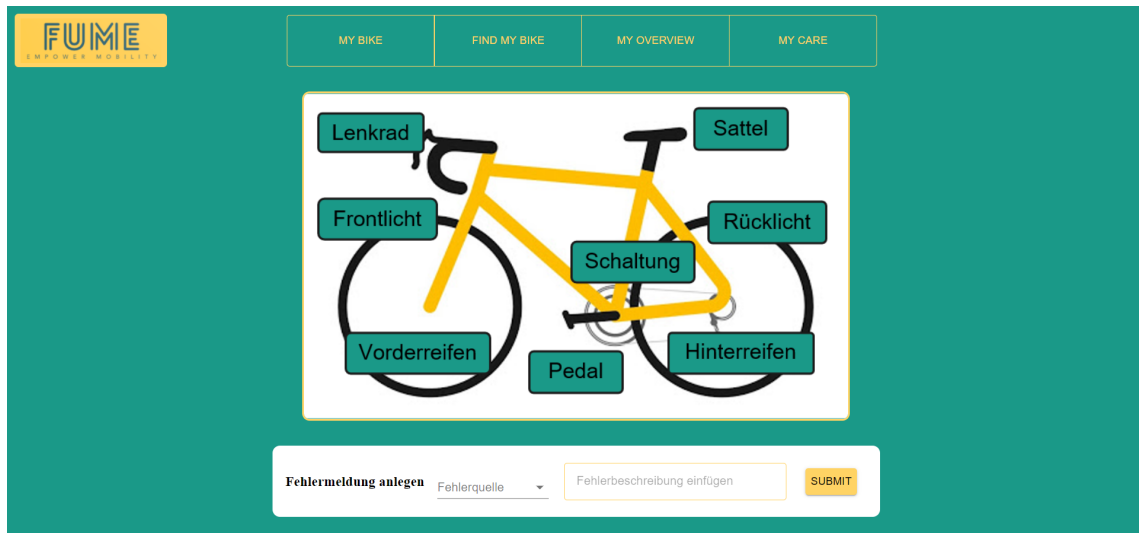 FUME
EMPOWER MOBILITY
MY BIKE
FIND MY BIKE
MY OVERVIEW
MY CARE
Lenkrad
Sattel
Frontlicht
Rücklicht
Schaltung
Vorderreifen
Hinterreifen
Pedal
Fehlermeldung anlegen
Fehlerquelle
Fehlerbeschreibung einfügen
SUBMIT